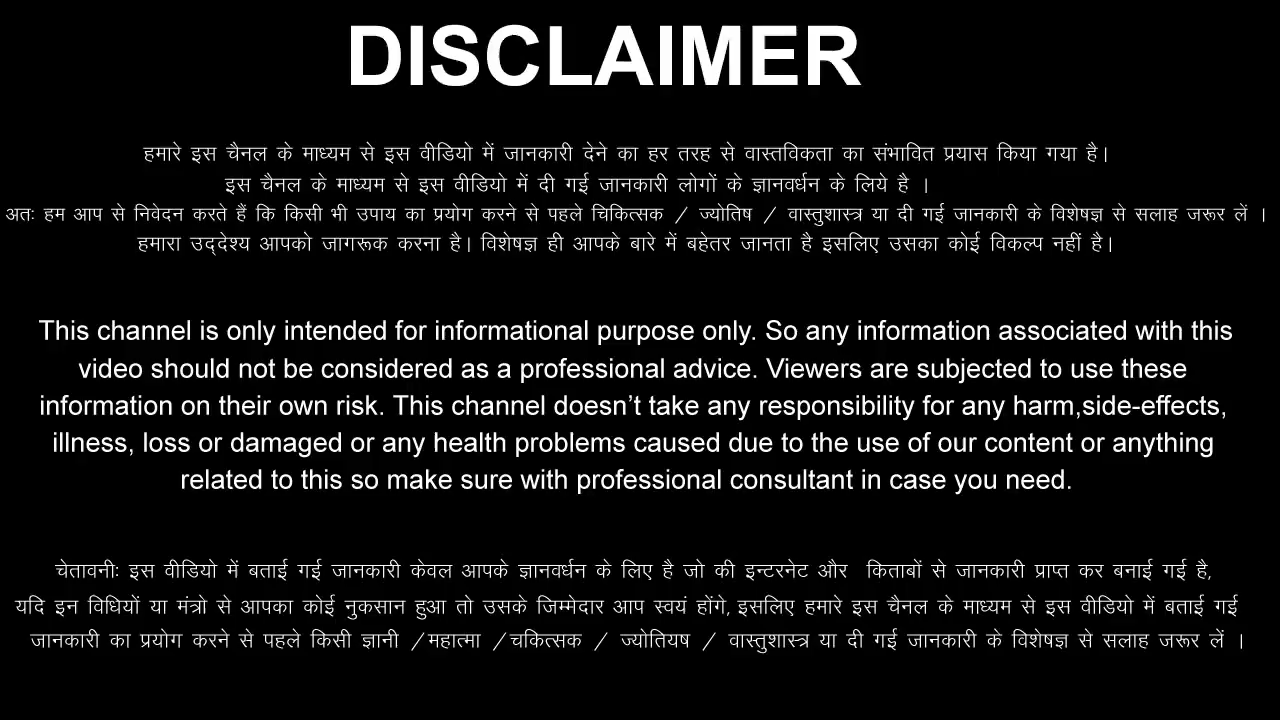 DISCLAIMER
हमारे इस चैनल के माध्यम से इस वीडियो में जानकारी देने का हर तरह से वास्तविकता का संभावित प्रयास किया गया है।
इस चैनल के माध्यम से इस वीडियो में दी गई जानकारी लोगों के ज्ञानवर्धन के लिये है ।
अतः हम आप से निवेदन करते हैं कि किसी भी उपाय का प्रयोग करने से पहले चिकित्सक / ज्योतिष / वास्तुशास्त्र या दी गई जानकारी के विशेषज्ञ से सलाह जरूर लें ।
हमारा उद्देश्य आपको जागरूक करना है। विशेषज्ञ ही आपके बारे में बहेतर जानता है इसलिए उसका कोई विकल्प नहीं है।
This channel is only intended for informational purpose only. So any information associated with this
video should not be considered as a professional advice. Viewers are subjected to use these
information on their own risk. This channel doesn’t take any responsibility for any harm,side-effects,
illness, loss or damaged or any health problems caused due to the use of our content or anything
related to this so make sure with professional consultant in case you need.
चेतावनीः इस वीडियो में बताई गई जानकारी केवल आपके ज्ञानवर्धन के लिए है जो की इन्टरनेट और किताबों से जानकारी प्राप्त कर बनाई गई है,
यदि इन विधियों या मंत्रो से आपका कोई नुकसान हुआ तो उसके जिम्मेदार आप स्वयं होंगे, इसलिए हमारे इस चैनल के माध्यम से इस वीडियो में बताई गई
जानकारी का प्रयोग करने से पहले किसी ज्ञानी /महात्मा /चकित्सक / ज्योतियष / वास्तुशास्त्र या दी गई जानकारी के विशेषज्ञ से सलाह जरूर लें ।